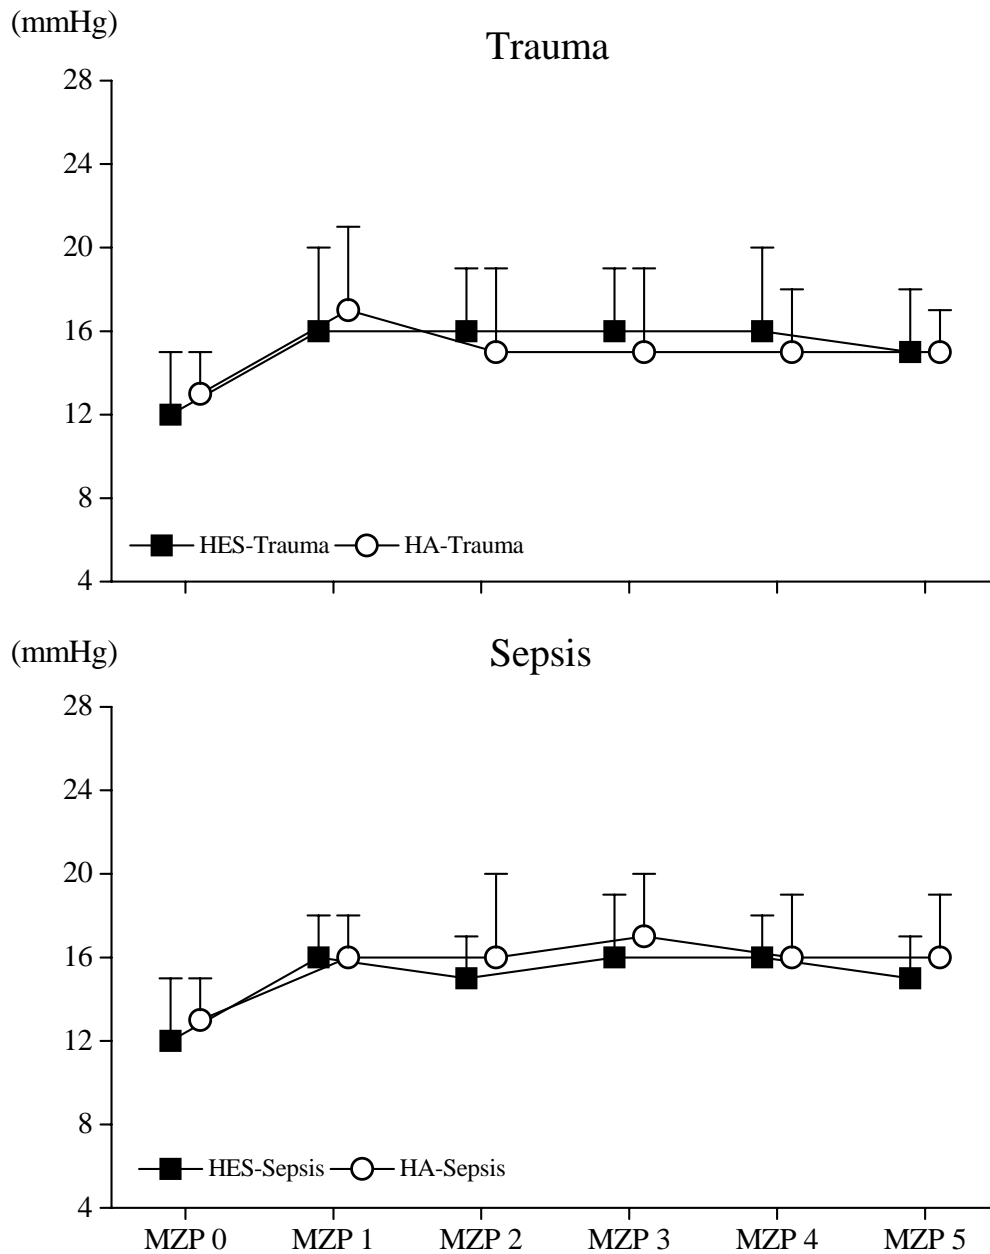 (mmHg)
Trauma
28
24
20
16
12
8
HES-Trauma HA-Trauma
4
(mmHg)
Sepsis
28
24
20
16
12
8
HES-Sepsis HA-Sepsis
4
MZP 0 MZP 1 MZP 2 MZP 3 MZP 4 MZP 5